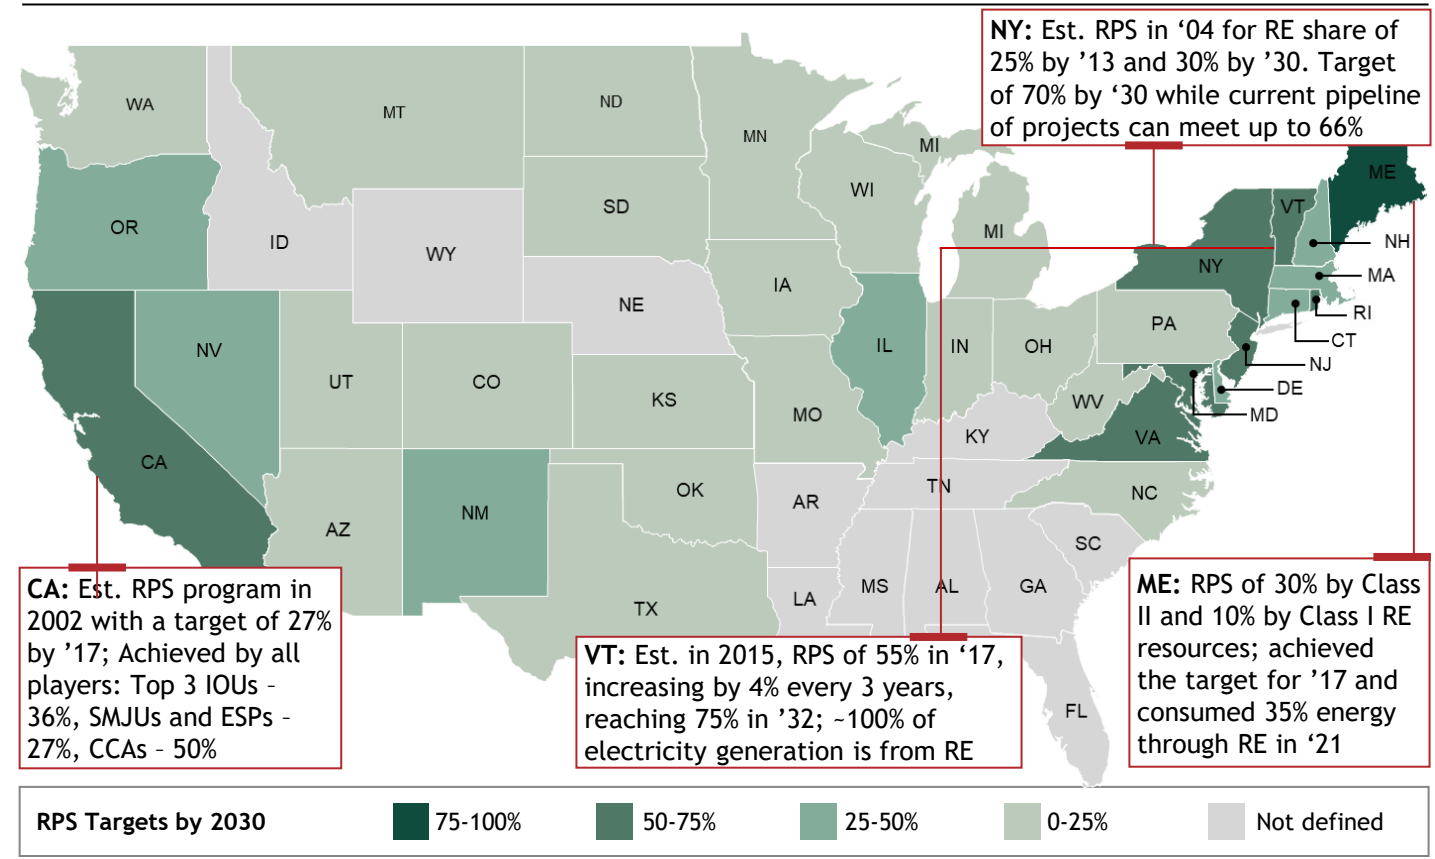 NY: Est. RPS in ‘04 for RE share of
25% by ’13 and 30% by ’30. Target
of 70% by ‘30 while current pipeline
of projects can meet up to 66%
WA
MT
ND
MN
MI
ME
OR
ID
WY
SD
WI
MI
VT
NH
NY
MA
NE
IA
PA
RI
NV
UT
CO
IL
IN
OH
CT
NJ
KS
MO
WV
DE
MD
CA
KY
VA
AZ
NM
OK
AR
TN
NC
SC
TX
LA
MS
AL
GA
FL
CA: Est. RPS program in
2002 with a target of 27%
by ’17; Achieved by all
players: Top 3 IOUs –
36%, SMJUs and ESPs –
27%, CCAs – 50%
VT: Est. in 2015, RPS of 55% in ‘17,
increasing by 4% every 3 years,
reaching 75% in ’32; ~100% of
electricity generation is from RE
ME: RPS of 30% by Class
II and 10% by Class I RE
resources; achieved
the target for ’17 and
consumed 35% energy
through RE in ‘21
RPS Targets by 2030
75-100%
50-75%
25-50%
0-25%
Not defined